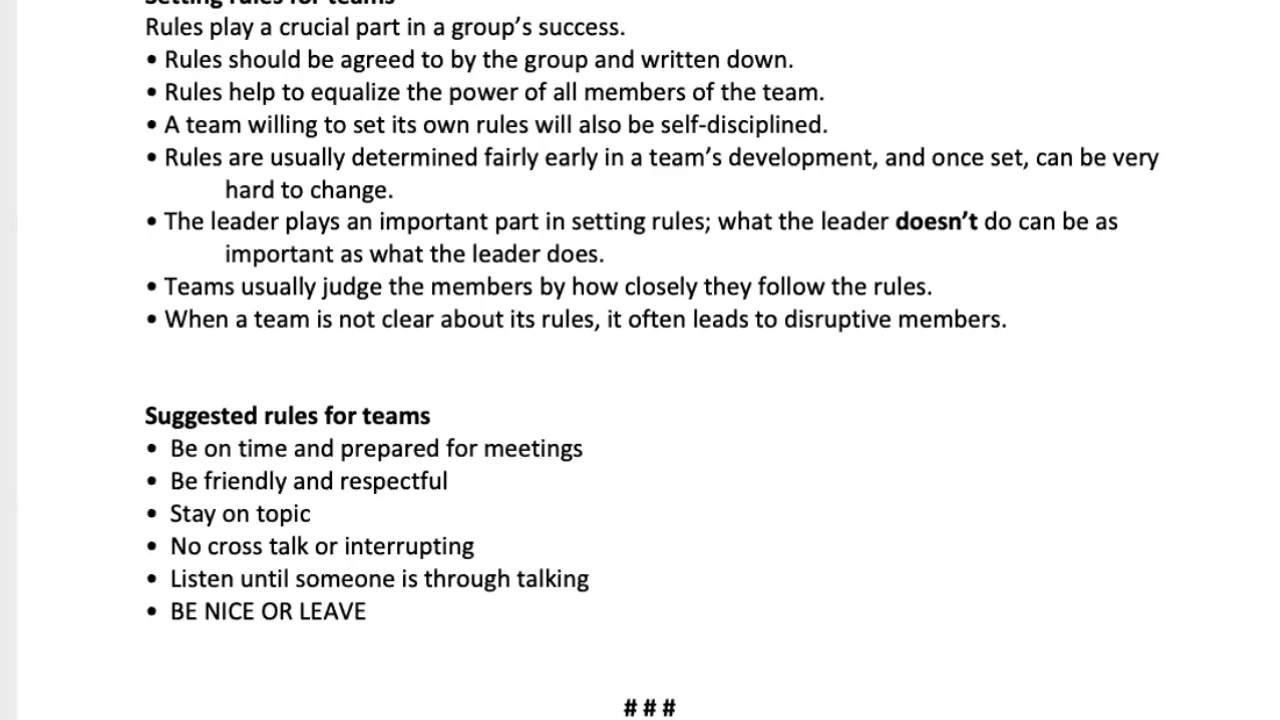 Setting rules for teams
Rules play a crucial part in a group’s success.
• Rules should be agreed to by the group and written down.
• Rules help to equalize the power of all members of the team.
• A team willing to set its own rules will also be self-disciplined.
• Rules are usually determined fairly early in a team’s development, and once set, can be very
hard to change.
• The leader plays an important part in setting rules; what the leader doesn’t do can be as
important as what the leader does.
• Teams usually judge the members by how closely they follow the rules.
• When a team is not clear about its rules, it often leads to disruptive members.
Suggested rules for teams
• Be on time and prepared for meetings
• Be friendly and respectful
• Stay on topic
• No cross talk or interrupting
• Listen until someone is through talking
• BE NICE OR LEAVE
# # #